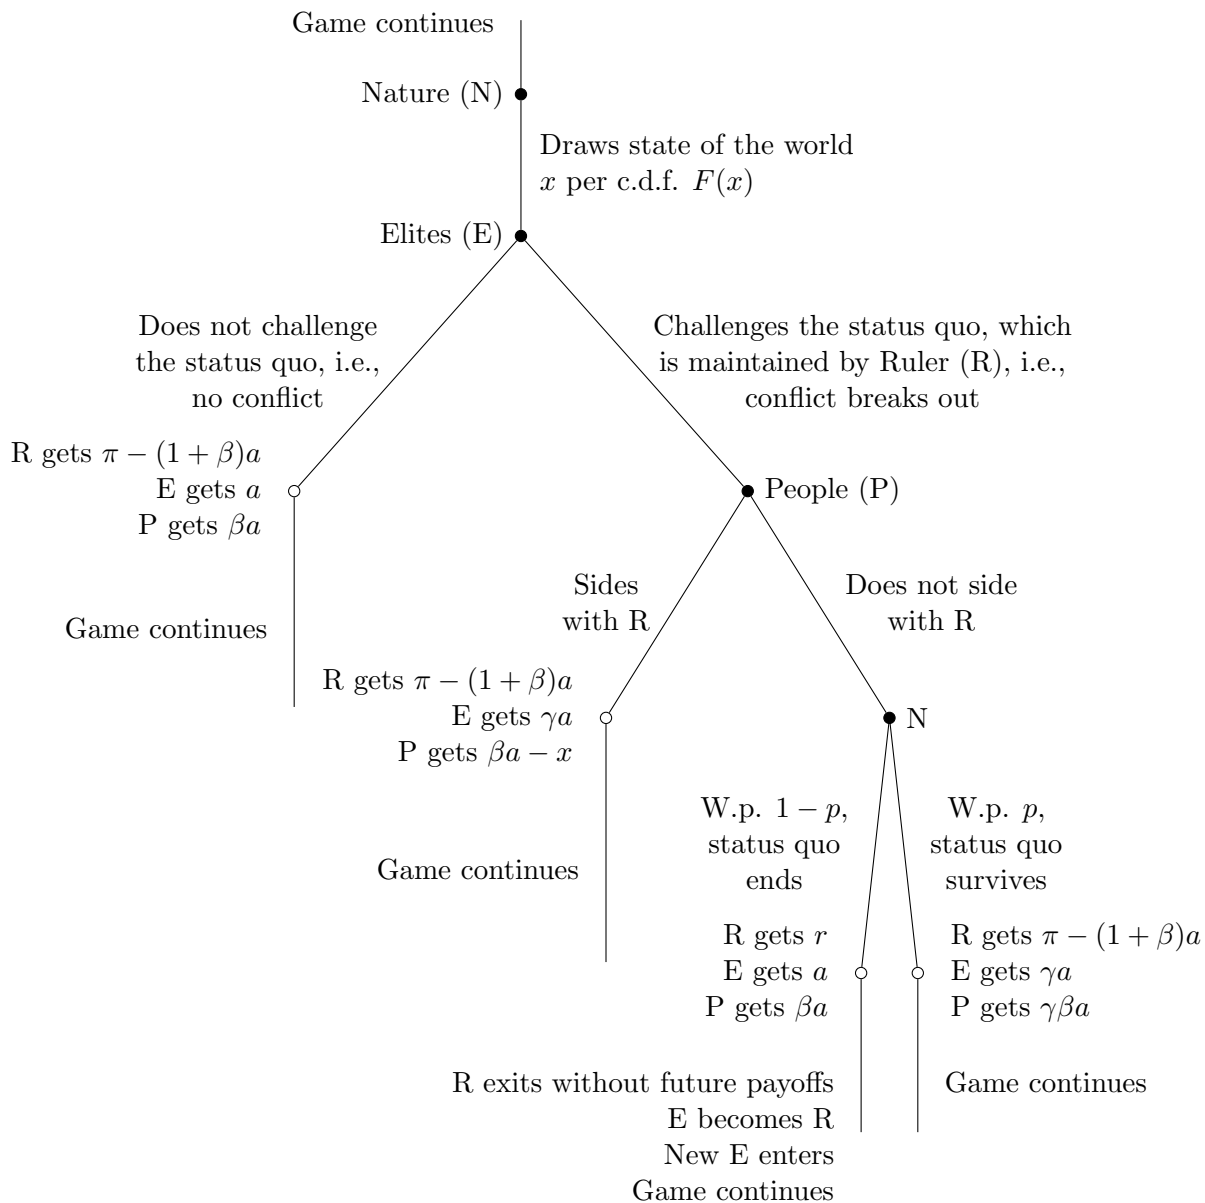 Game continues
Nature (N)
Draws state of the world
x per c.d.f. F(x)
Elites (E)
Does not challenge
the status quo, i.e.,
no conflict
Challenges the status quo, which
is maintained by Ruler (R), i.e.,
conflict breaks out
R gets π − (1 + β)a
E gets a
P gets βa
People (P)
Game continues
Sides
with R
Does not side
with R
R gets π − (1 + β)a
E gets γa
P gets βa − x
N
Game continues
W.p. 1 − p,
status quo
ends
W.p. p,
status quo
survives
R gets r
E gets a
P gets βa
R gets π − (1 + β)a
E gets γa
P gets γβa
R exits without future payoffs
E becomes R
New E enters
Game continues
Game continues